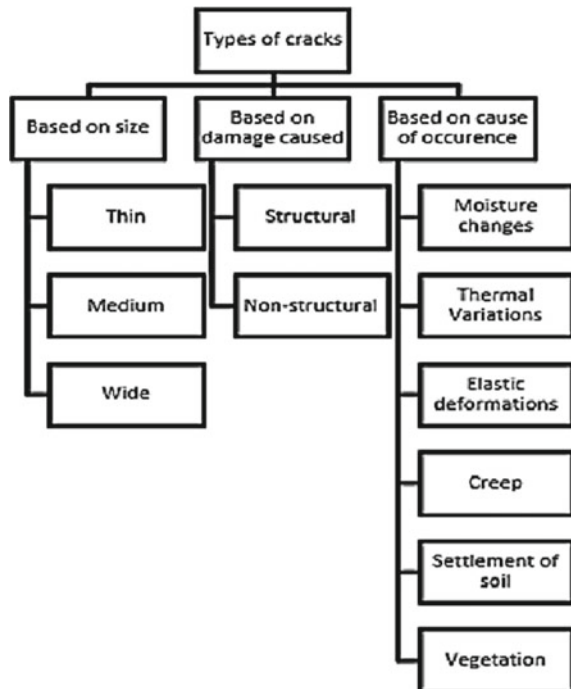 Types of cracks
Based on size
Thin
Medium
Wide
Based on
damage caused
Structural
Non-structural
Based on cause
of occurence
Moisture
changes
Thermal
Variations
Elastic
deformations
Creep
Settlement of
soil
Vegetation